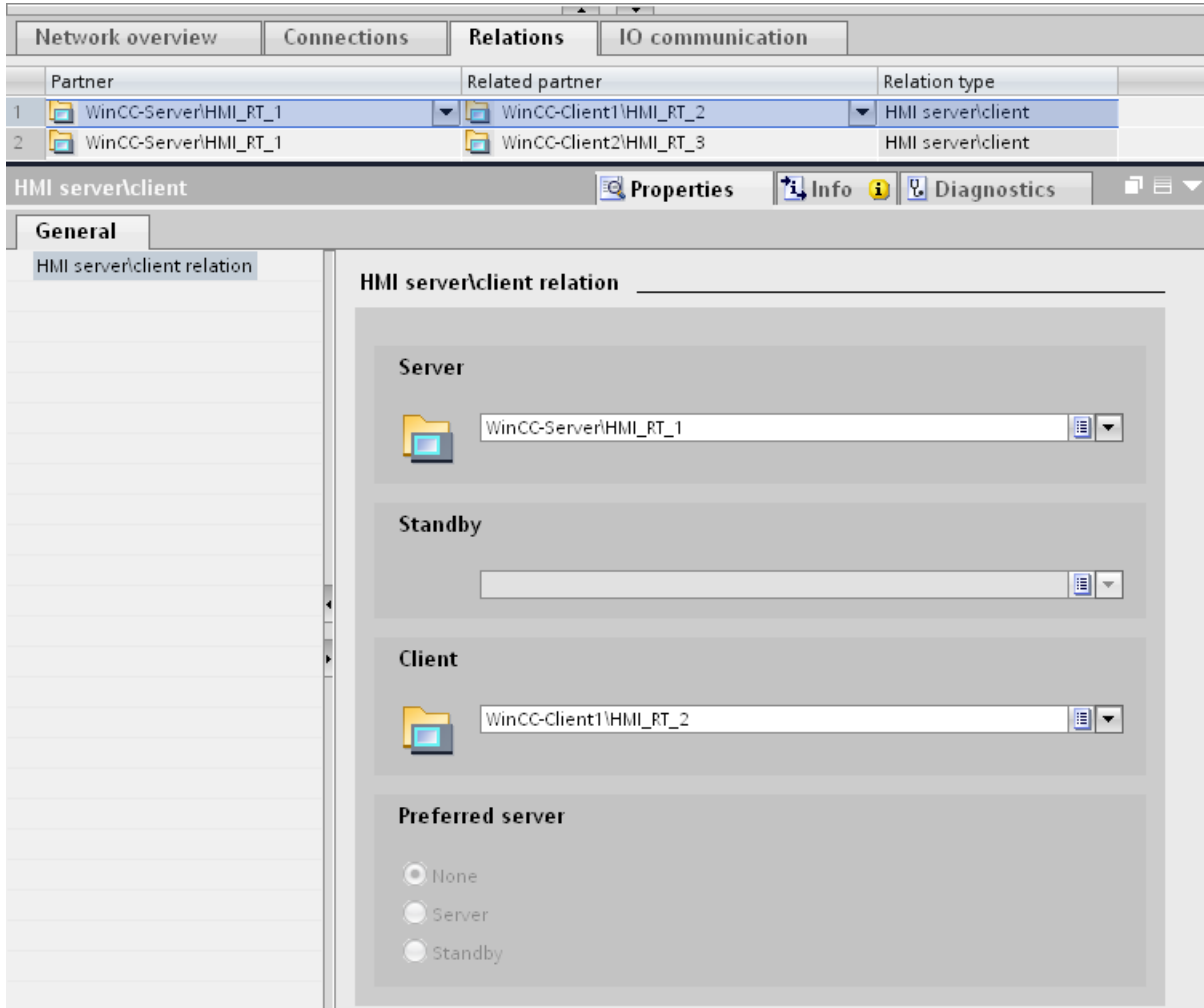 Network overview Connections Relations IO communication
Partner Related partner Relation type
1 WinCC-Server\HMI_RT_1 WinCC-Client1\HMI_RT_2 HMI server\client
2 WinCC-Server\HMI_RT_1 WinCC-Client2\HMI_RT_3 HMI server\client
HMI server\client Properties Info Diagnostics
General
HMI server\client relation
HMI server\client relation
Server
WinCC-Server\HMI_RT_1
Standby
Client
WinCC-Client1\HMI_RT_2
Preferred server
None
Server
Standby